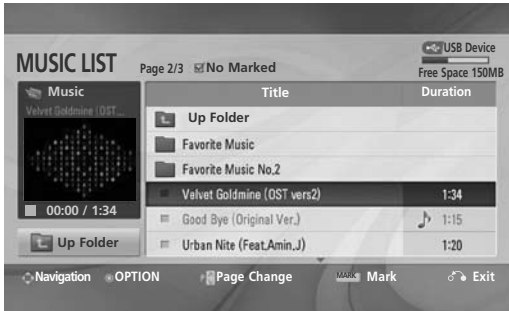 USB Device
MUSIC LIST
Page 2/3 No Marked
Free Space 150MB
Music
Title Duration
Velvet Goldmine (OST...
Up Folder
Favorite Music
Favorite Music No.2
Velvet Goldmine (OST vers2) 1:34
00:00 / 1:34
Good Bye (Original Ver.) 1:15
Up Folder
Urban Nite (Feat.Amin.J) 1:20
Navigation OPTION Page Change MARK Mark Exit